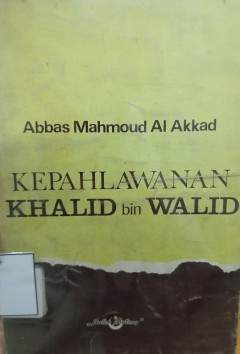 Abbas Mahmoud Al Akkad
KEPAHLAWANAN
KHALID bin WALID